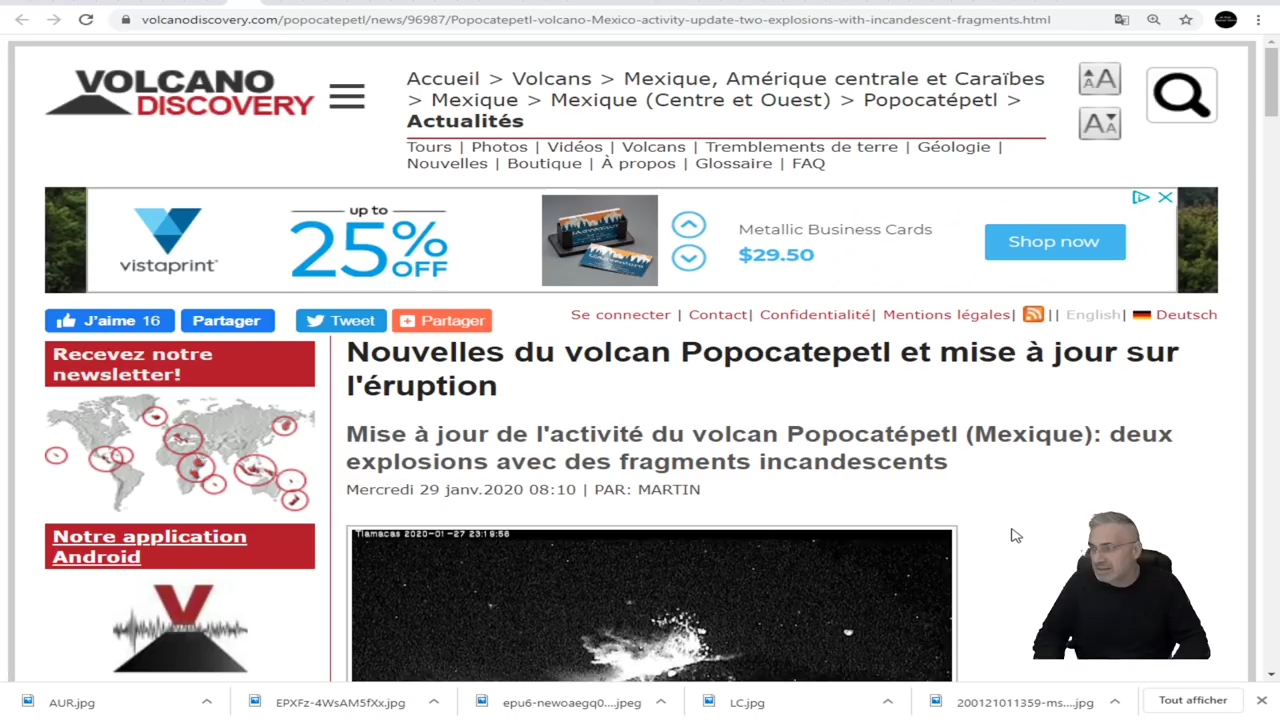 volcanodiscovery.com/popocatepetl/news/96987/Popocatepetl-volcano-Mexico-activity-update-two-explosions-with-incandescent-fragments.html
VOLCANO
DISCOVERY
Accueil > Volcans > Mexique, Amérique centrale et Caraïbes
> Mexique > Mexique (Centre et Ouest) > Popocatépetl >
Actualités
Tours | Photos | Vidéos | Volcans | Tremblements de terre | Géologie |
Nouvelles | Boutique | À propos | Glossaire | FAQ
AA
AA
vistaprint
up to
25% OFF
Metallic Business Cards
$29.50
Shop now
J'aime 16
Partager
Tweet
Partager
Se connecter | Contact| Confidentialité| Mentions légales| || English| Deutsch
Recevez notre
newsletter!
Nouvelles du volcan Popocatepetl et mise à jour sur
l'éruption
Mise à jour de l'activité du volcan Popocatépetl (Mexique): deux
explosions avec des fragments incandescents
Mercredi 29 janv.2020 08:10 | PAR: MARTIN
Notre application
Android
Tlamacas 2020-01-27 23:19:56
AUR.jpg
EPXFz-4WsAM5fXx.jpg
epu6-newoaegq0....jpeg
LC.jpg
200121011359-ms....jpg
Tout afficher